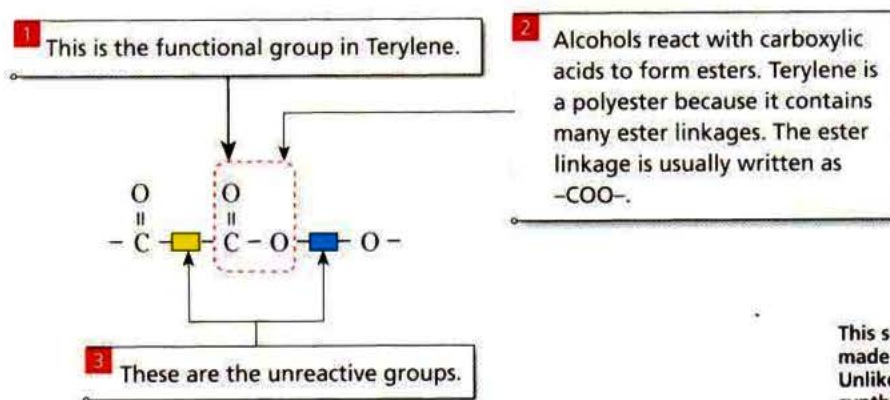 1 This is the functional group in Terylene.
2 Alcohols react with carboxylic
acids to form esters. Terylene is
a polyester because it contains
many ester linkages. The ester
linkage is usually written as
–COO–.
O O
|| ||
– C – – C – O – – O –
3 These are the unreactive groups.
This s
made
Unlike